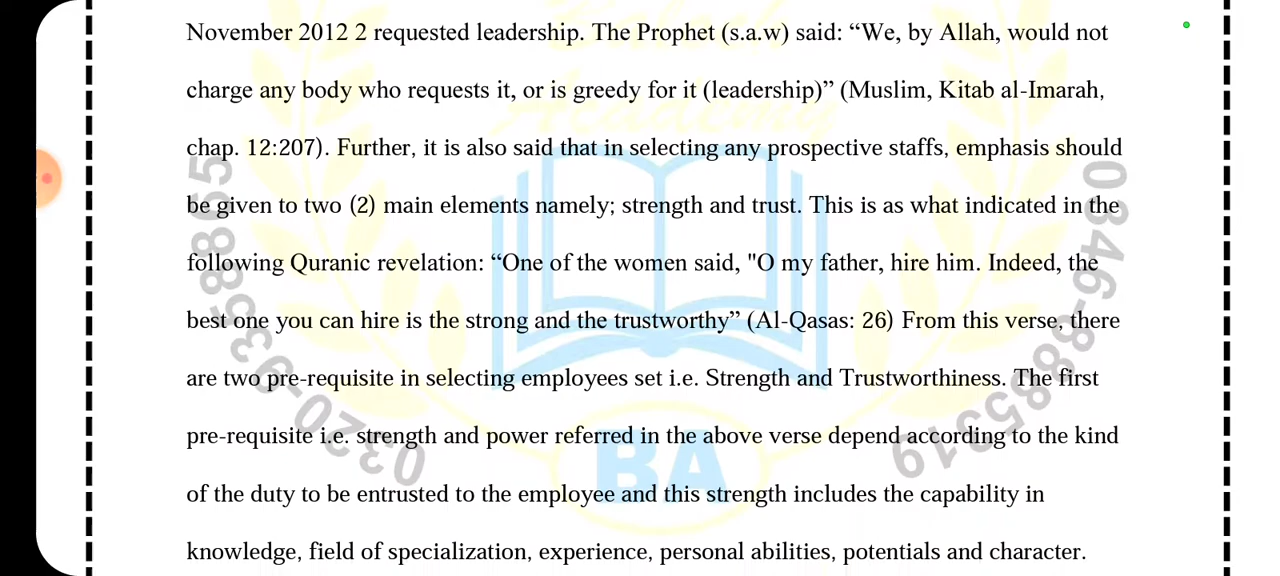 November 2012 2 requested leadership. The Prophet (s.a.w) said: “We, by Allah, would not
charge any body who requests it, or is greedy for it (leadership)” (Muslim, Kitab al-Imarah,
chap. 12:207). Further, it is also said that in selecting any prospective staffs, emphasis should
be given to two (2) main elements namely; strength and trust. This is as what indicated in the
following Quranic revelation: “One of the women said, "O my father, hire him. Indeed, the
best one you can hire is the strong and the trustworthy” (Al-Qasas: 26) From this verse, there
are two pre-requisite in selecting employees set i.e. Strength and Trustworthiness. The first
pre-requisite i.e. strength and power referred in the above verse depend according to the kind
of the duty to be entrusted to the employee and this strength includes the capability in
knowledge, field of specialization, experience, personal abilities, potentials and character.
Academy
BA